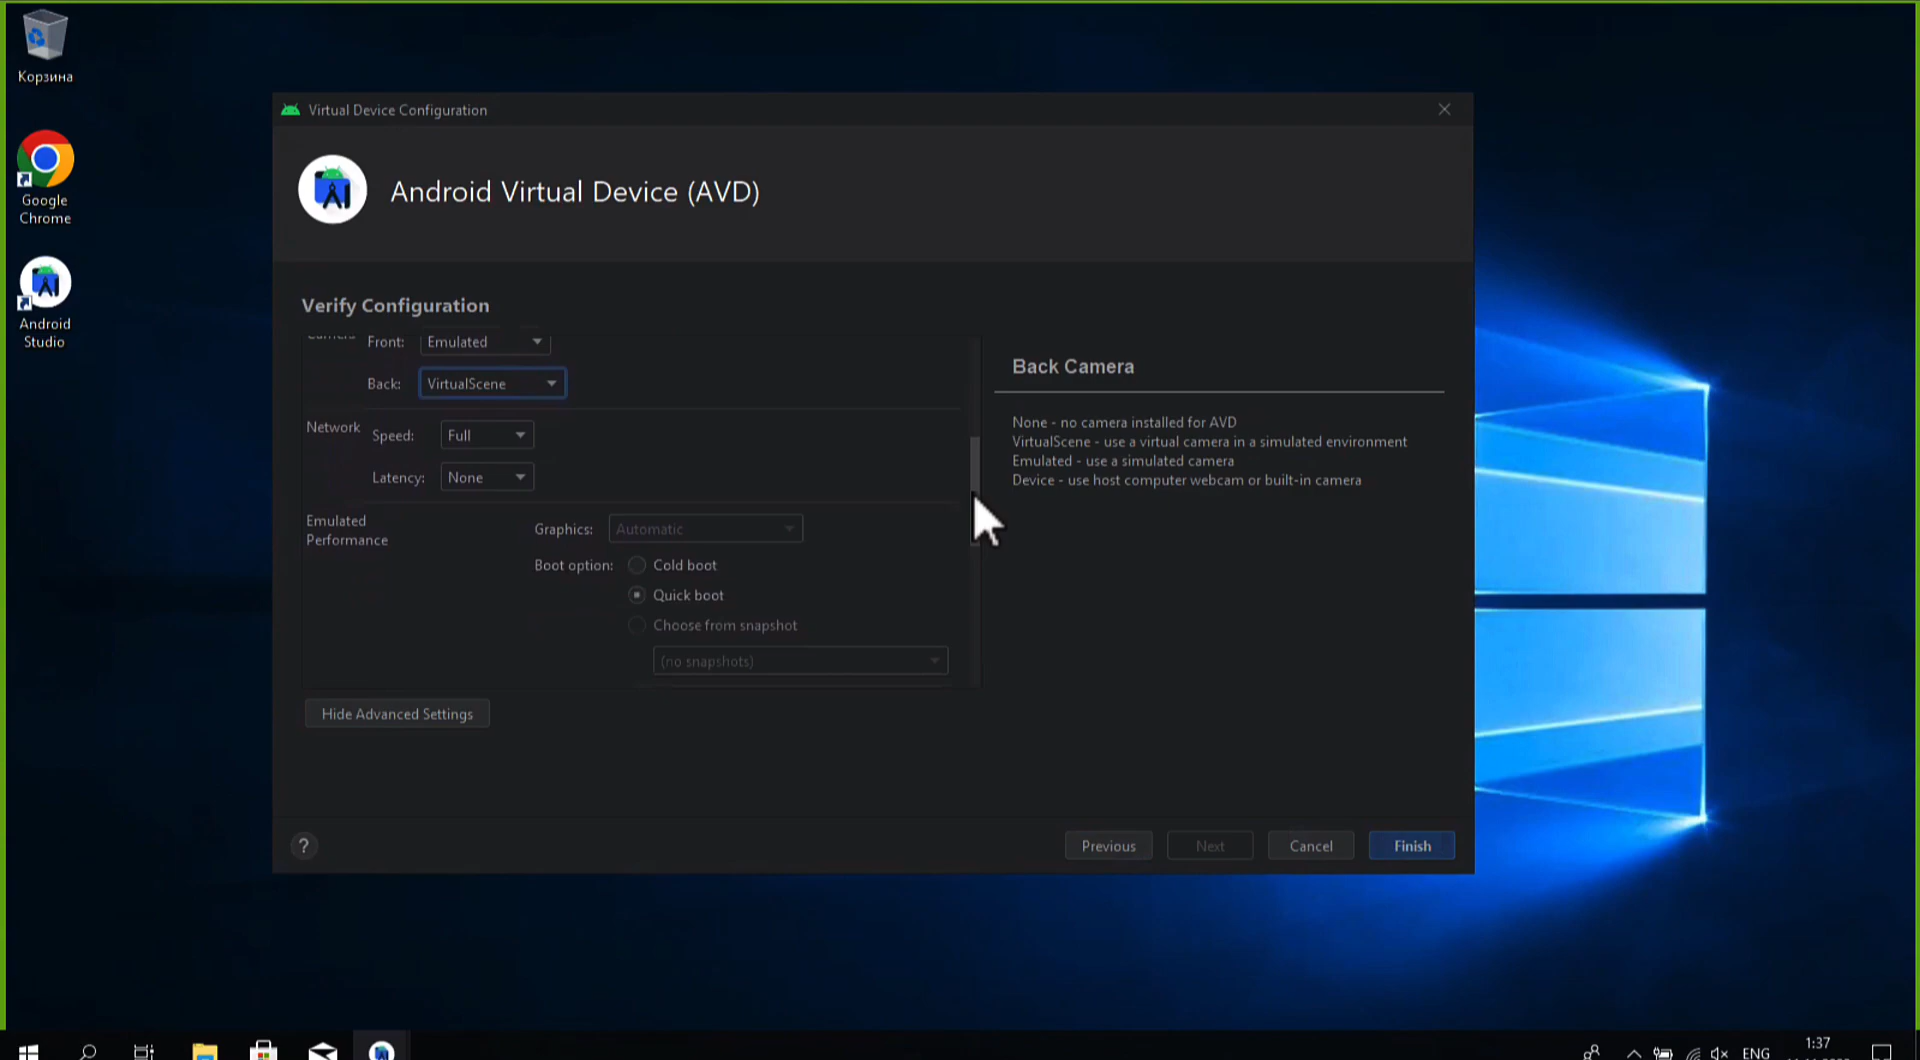 Корзина
Google
Chrome
Android
Studio
Virtual Device Configuration
Android Virtual Device (AVD)
Verify Configuration
Camera
Front: Emulated
Back: VirtualScene
Network
Speed: Full
Latency: None
Emulated
Performance
Graphics: Automatic
Boot option: Cold boot
Quick boot
Choose from snapshot
(no snapshots)
Hide Advanced Settings
Back Camera
None - no camera installed for AVD
VirtualScene - use a virtual camera in a simulated environment
Emulated - use a simulated camera
Device - use host computer webcam or built-in camera
?
Previous
Next
Cancel
Finish
ENG
1:37